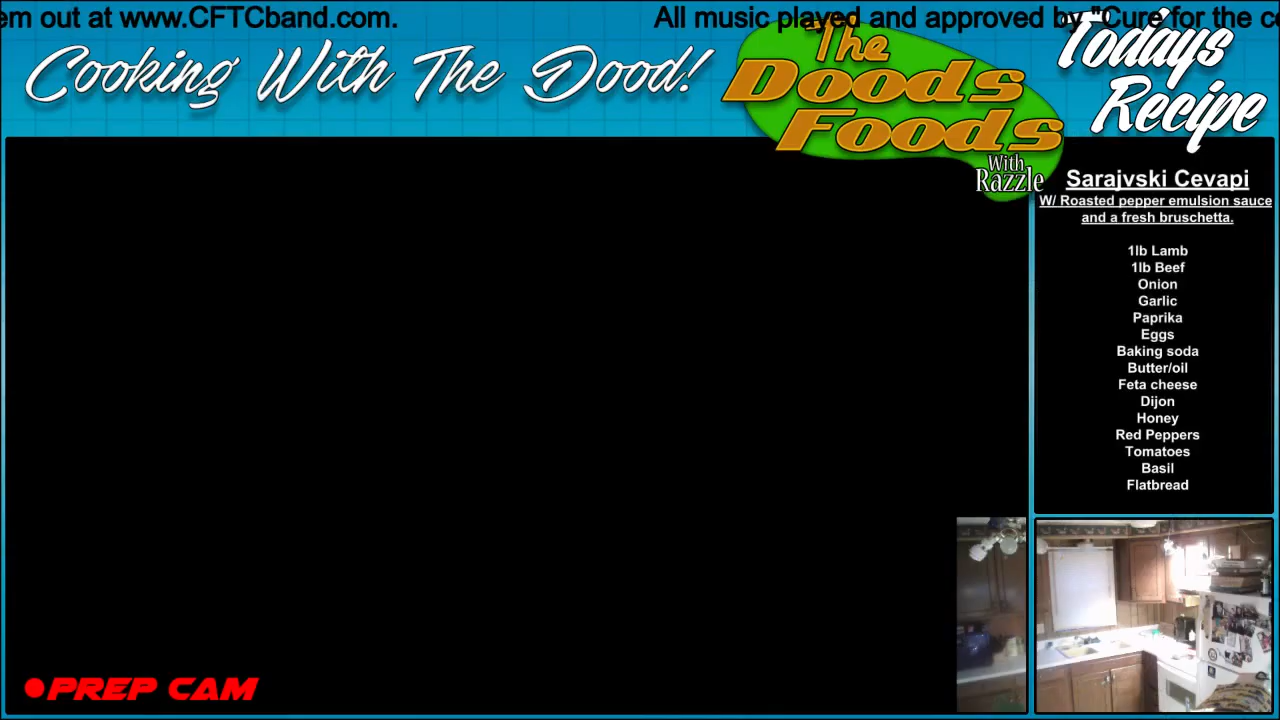 em out at www.CFTCband.com.
All music played and approved by "Cure for the c
Cooking With The Dood!
The
Doods
Foods
With
Razzle
Todays
Recipe
Sarajvski Cevapi
W/ Roasted pepper emulsion sauce
and a fresh bruschetta.
1lb Lamb
1lb Beef
Onion
Garlic
Paprika
Eggs
Baking soda
Butter/oil
Feta cheese
Dijon
Honey
Red Peppers
Tomatoes
Basil
Flatbread
PREP CAM